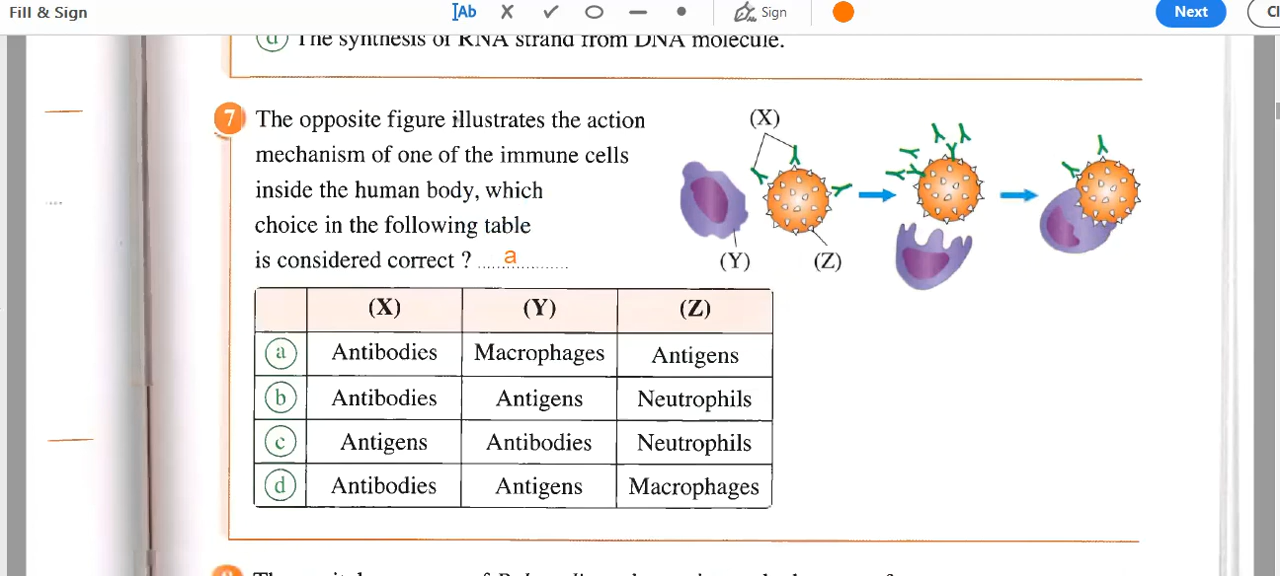 Fill & Sign
Ab
Sign
Next
d The synthesis of RNA strand from DNA molecule.
7 The opposite figure illustrates the action
mechanism of one of the immune cells
inside the human body, which
choice in the following table
is considered correct ? ................ a
(X)
(Y)
(Z)
(X) (Y) (Z)
a Antibodies Macrophages Antigens
b Antibodies Antigens Neutrophils
c Antigens Antibodies Neutrophils
d Antibodies Antigens Macrophages